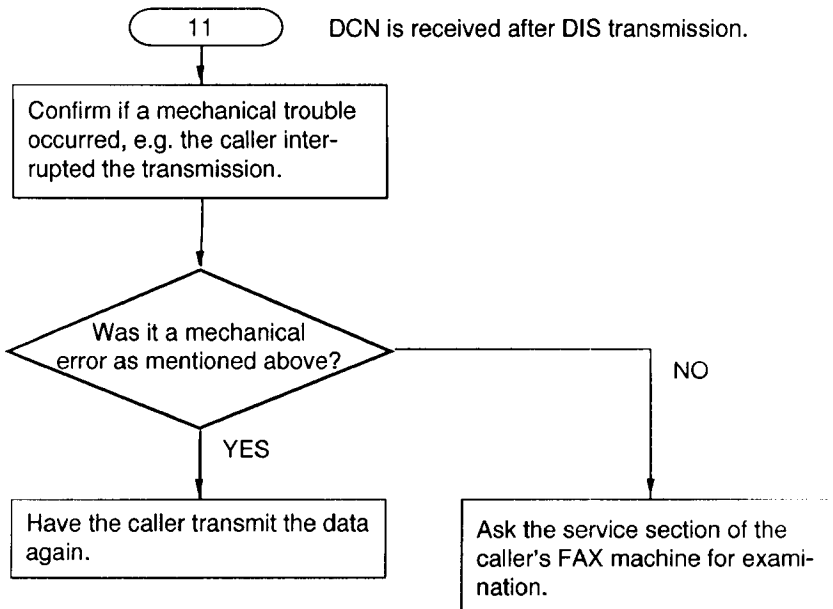 11
DCN is received after DIS transmission.
Confirm if a mechanical trouble
occurred, e.g. the caller inter-
rupted the transmission.
Was it a mechanical
error as mentioned above?
NO
YES
Have the caller transmit the data
again.
Ask the service section of the
caller's FAX machine for exami-
nation.